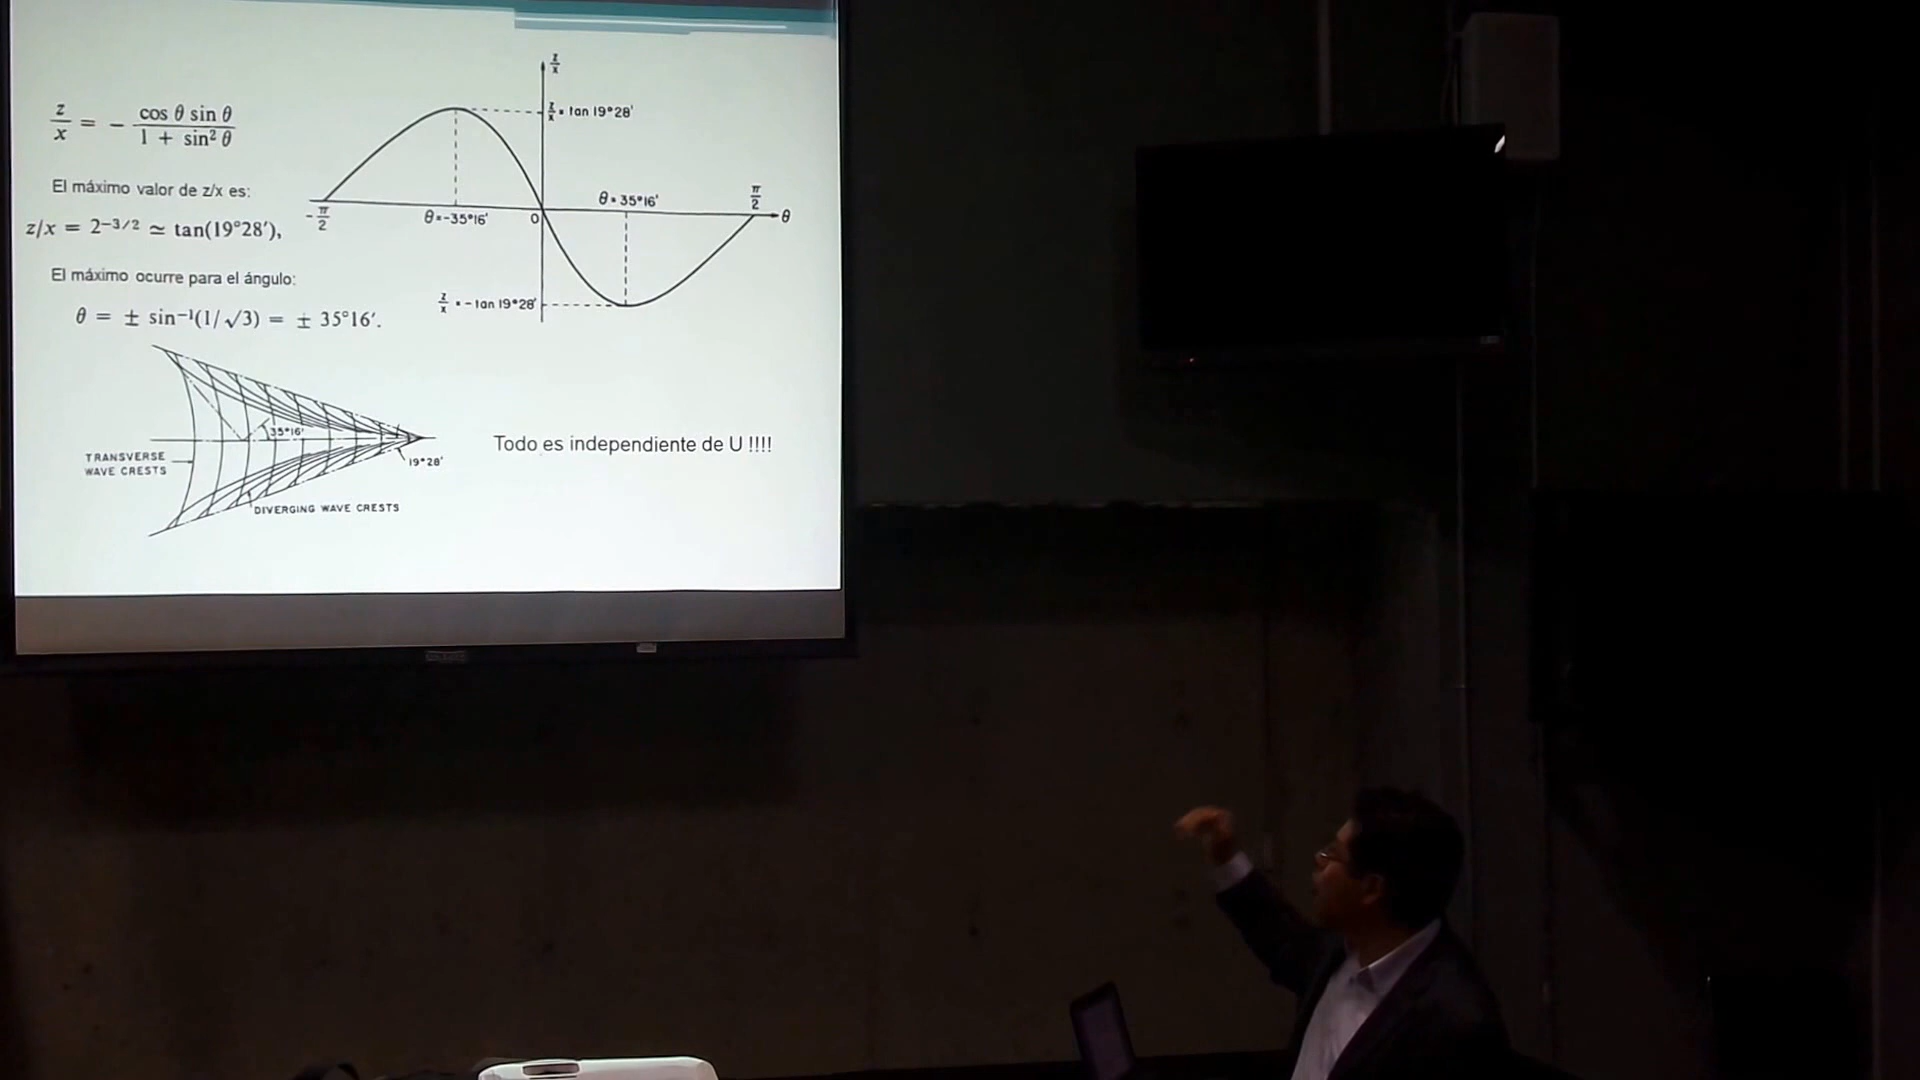 z/x = - cos θ sin θ / 1 + sin² θ
El máximo valor de z/x es:
z/x = 2⁻³/² ≃ tan(19°28′),
El máximo ocurre para el ángulo:
θ = ± sin⁻¹(1/√3) = ± 35°16′.
z/x
z/x = tan 19°28'
θ = 35°16'
π/2
θ
-π/2
θ=-35°16'
0
z/x = - tan 19°28'
35°16'
TRANSVERSE
WAVE CRESTS
19°28'
DIVERGING WAVE CRESTS
Todo es independiente de U !!!!